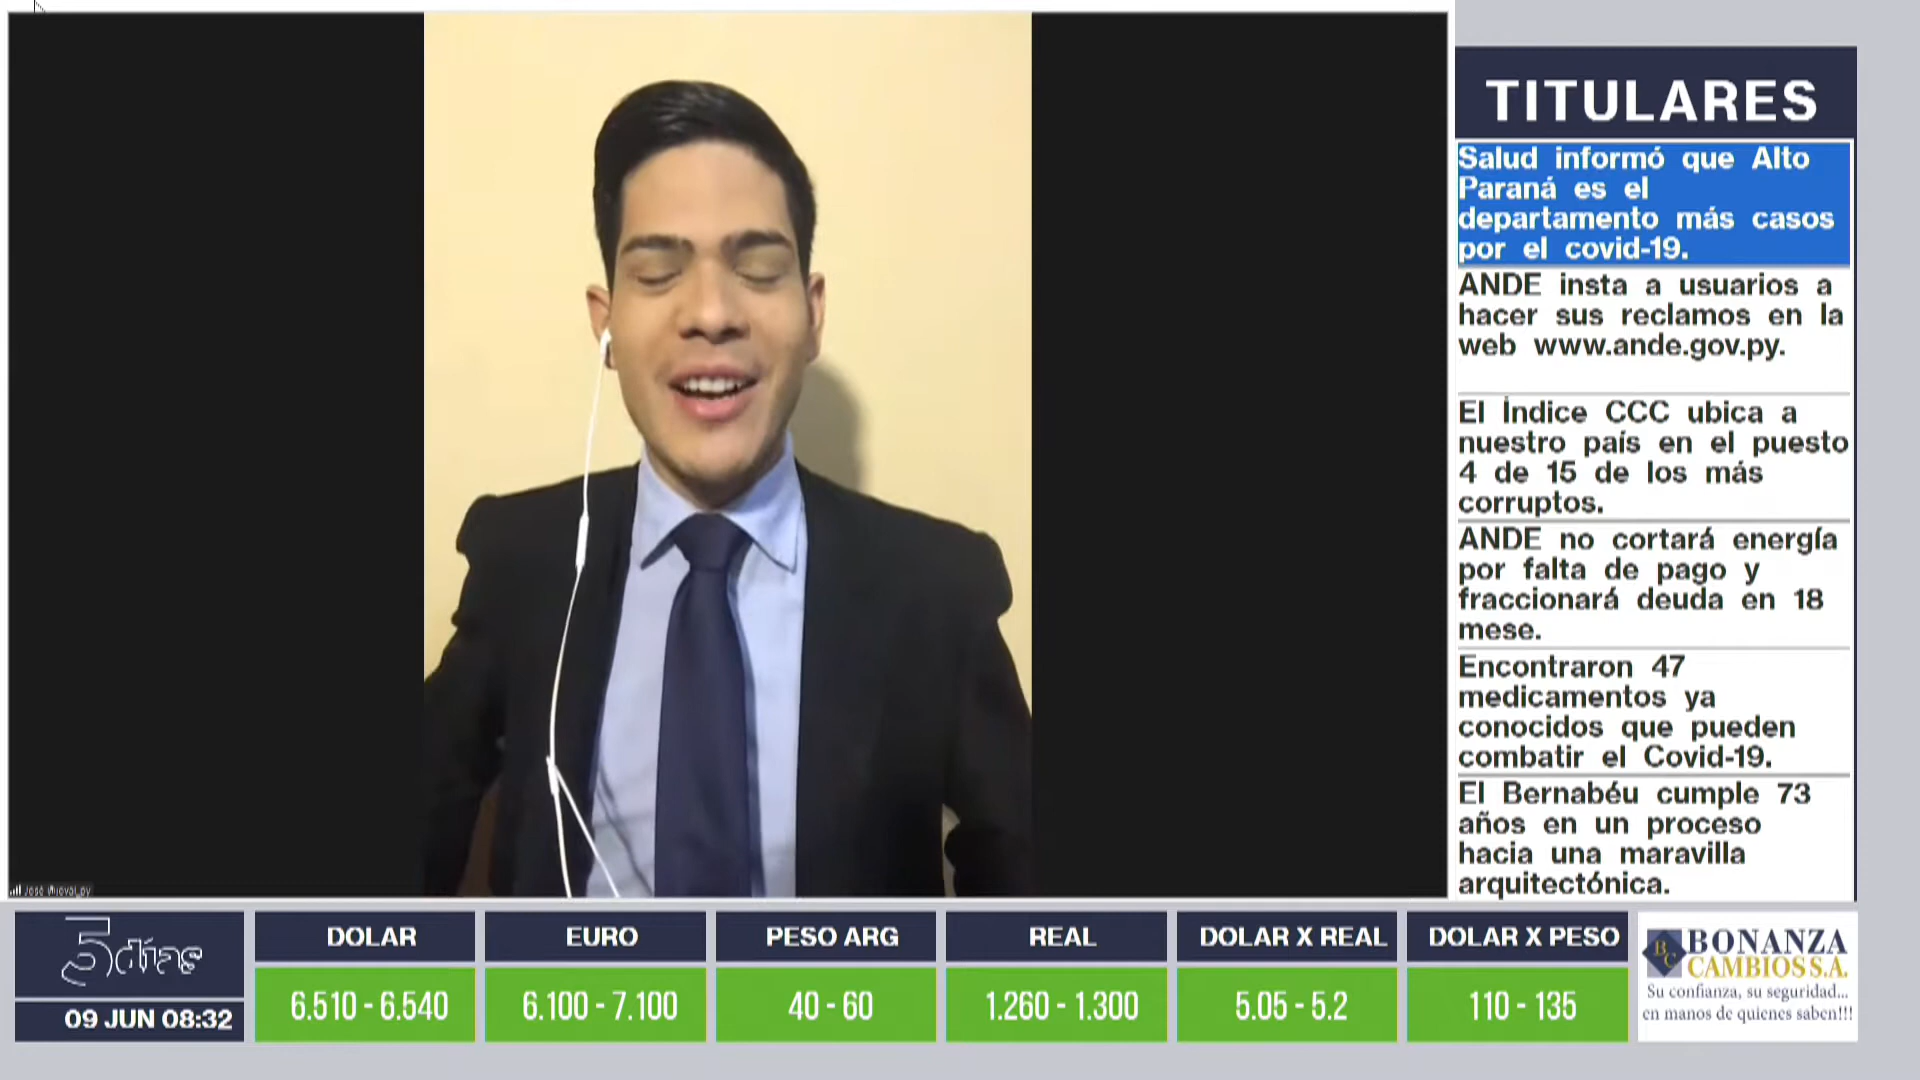 TITULARES
Salud informó que Alto
Paraná es el
departamento más casos
por el covid-19.
ANDE insta a usuarios a
hacer sus reclamos en la
web www.ande.gov.py.
El Índice CCC ubica a
nuestro país en el puesto
4 de 15 de los más
corruptos.
ANDE no cortará energía
por falta de pago y
fraccionará deuda en 18
mese.
Encontraron 47
medicamentos ya
conocidos que pueden
combatir el Covid-19.
El Bernabéu cumple 73
años en un proceso
hacia una maravilla
arquitectónica.
José
5días
09 JUN 08:32
DOLAR
6.510 - 6.540
EURO
6.100 - 7.100
PESO ARG
40 - 60
REAL
1.260 - 1.300
DOLAR X REAL
5.05 - 5.2
DOLAR X PESO
110 - 135
BC
BONANZA
CAMBIOS S.A.
Su confianza, su seguridad...
en manos de quienes saben!!!